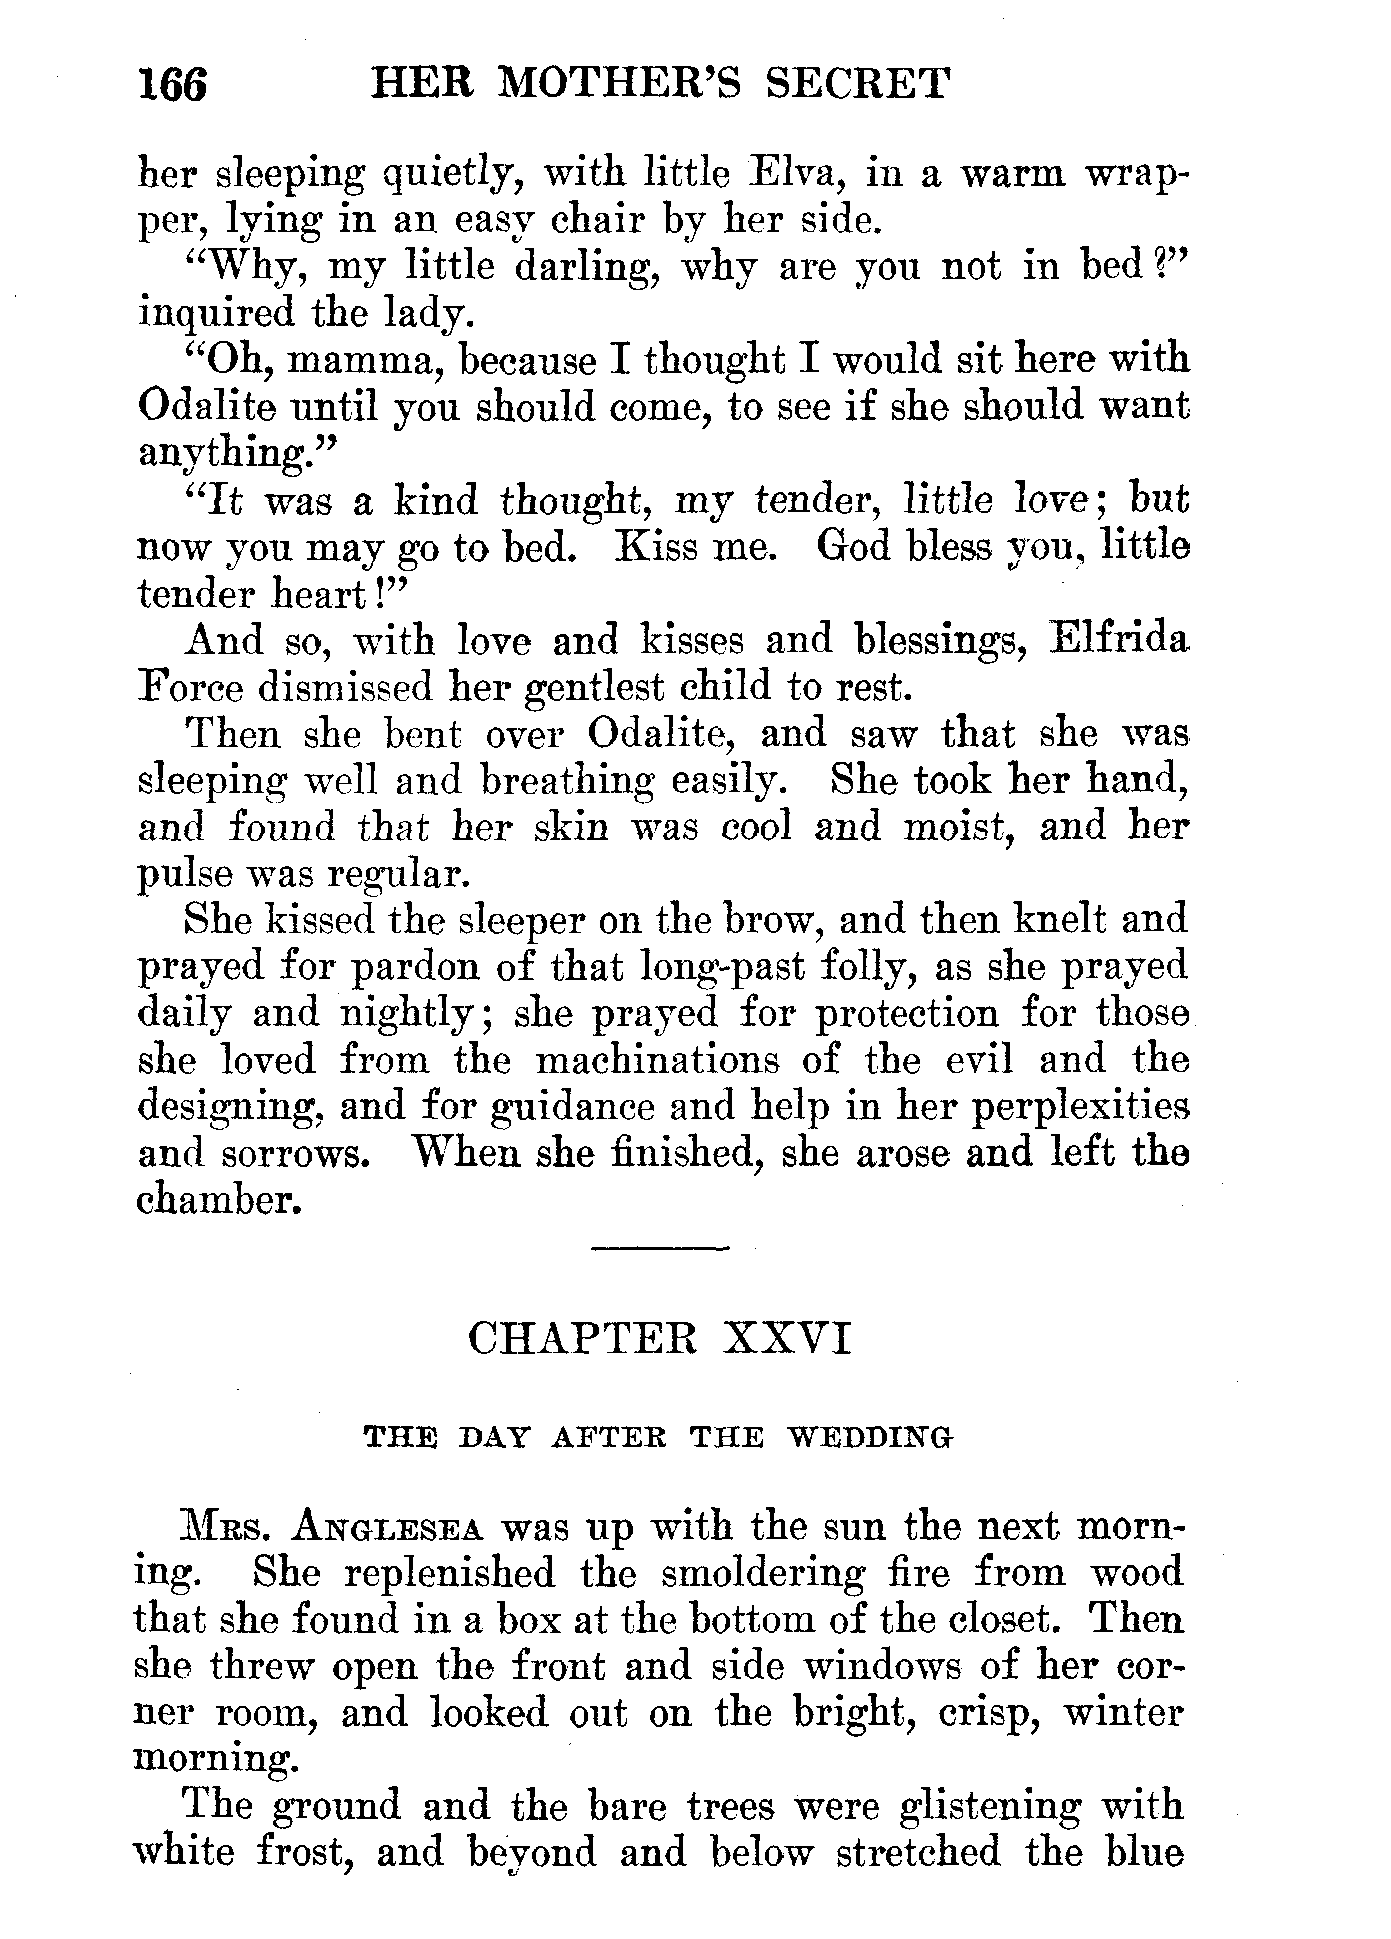 166 HER MOTHER'S SECRET
her sleeping quietly, with little Elva, in a warm wrap-
per, lying in an easy chair by her side.
"Why, my little darling, why are you not in bed?"
inquired the lady.
"Oh, mamma, because I thought I would sit here with
Odalite until you should come, to see if she should want
anything."
"It was a kind thought, my tender, little love; but
now you may go to bed. Kiss me. God bless you, little
tender heart!"
And so, with love and kisses and blessings, Elfrida
Force dismissed her gentlest child to rest.
Then she bent over Odalite, and saw that she was
sleeping well and breathing easily. She took her hand,
and found that her skin was cool and moist, and her
pulse was regular.
She kissed the sleeper on the brow, and then knelt and
prayed for pardon of that long-past folly, as she prayed
daily and nightly; she prayed for protection for those
she loved from the machinations of the evil and the
designing, and for guidance and help in her perplexities
and sorrows. When she finished, she arose and left the
chamber.
CHAPTER XXVI
THE DAY AFTER THE WEDDING
MRS. ANGLESEA was up with the sun the next morn-
ing. She replenished the smoldering fire from wood
that she found in a box at the bottom of the closet. Then
she threw open the front and side windows of her cor-
ner room, and looked out on the bright, crisp, winter
morning.
The ground and the bare trees were glistening with
white frost, and beyond and below stretched the blue